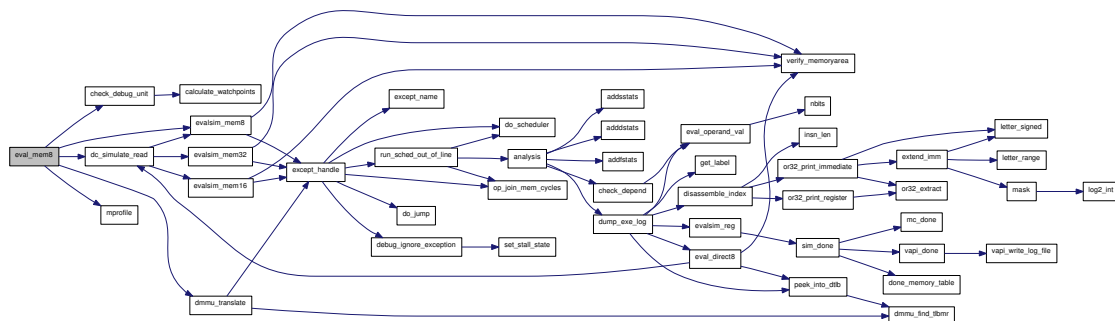 eval_mem8
check_debug_unit
dc_simulate_read
mprofile
calculate_watchpoints
evalsim_mem8
evalsim_mem32
evalsim_mem16
dmmu_translate
except_handle
except_name
do_scheduler
run_sched_out_of_line
op_join_mem_cycles
do_jump
debug_ignore_exception
set_stall_state
analysis
addsstats
adddstats
addfstats
check_depend
dump_exe_log
eval_operand_val
get_label
disassemble_index
evalsim_reg
eval_direct8
verify_memoryarea
nbits
insn_len
or32_print_immediate
or32_print_register
sim_done
peek_into_dtlb
letter_signed
extend_imm
letter_range
or32_extract
mask
log2_int
mc_done
vapi_done
vapi_write_log_file
done_memory_table
dmmu_find_tlbmr